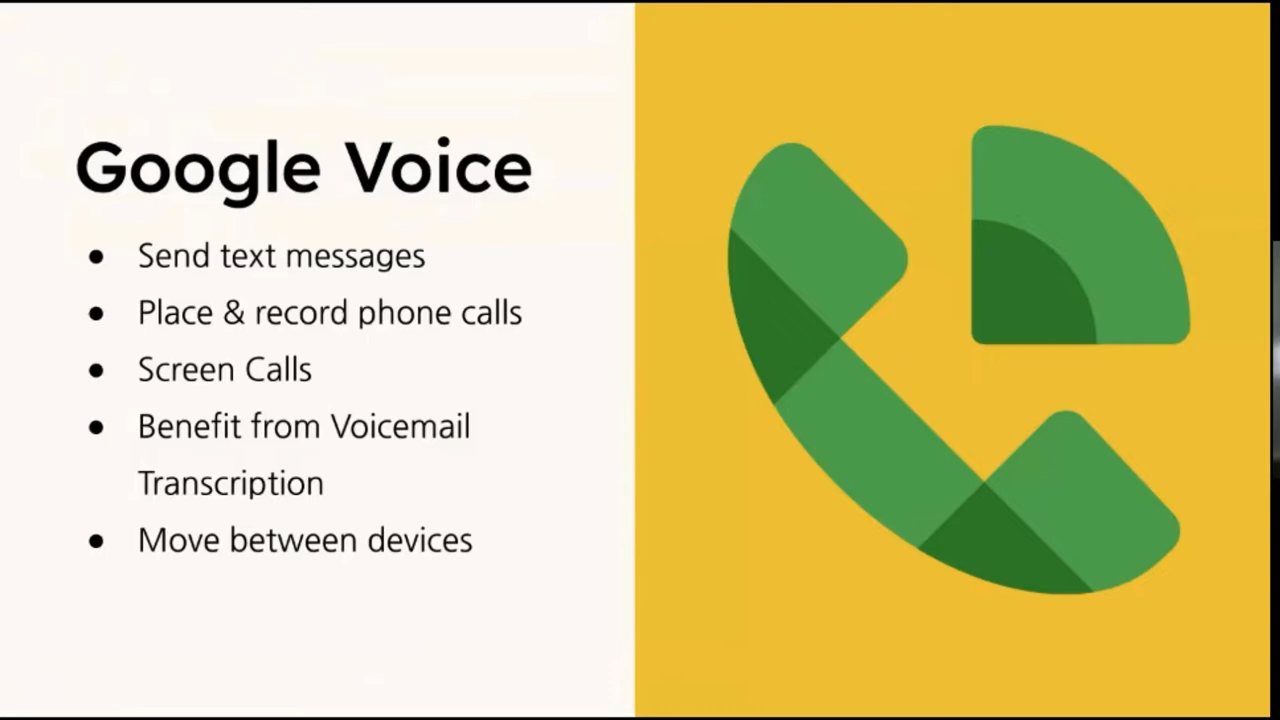 Google Voice
● Send text messages
● Place & record phone calls
● Screen Calls
● Benefit from Voicemail
Transcription
● Move between devices